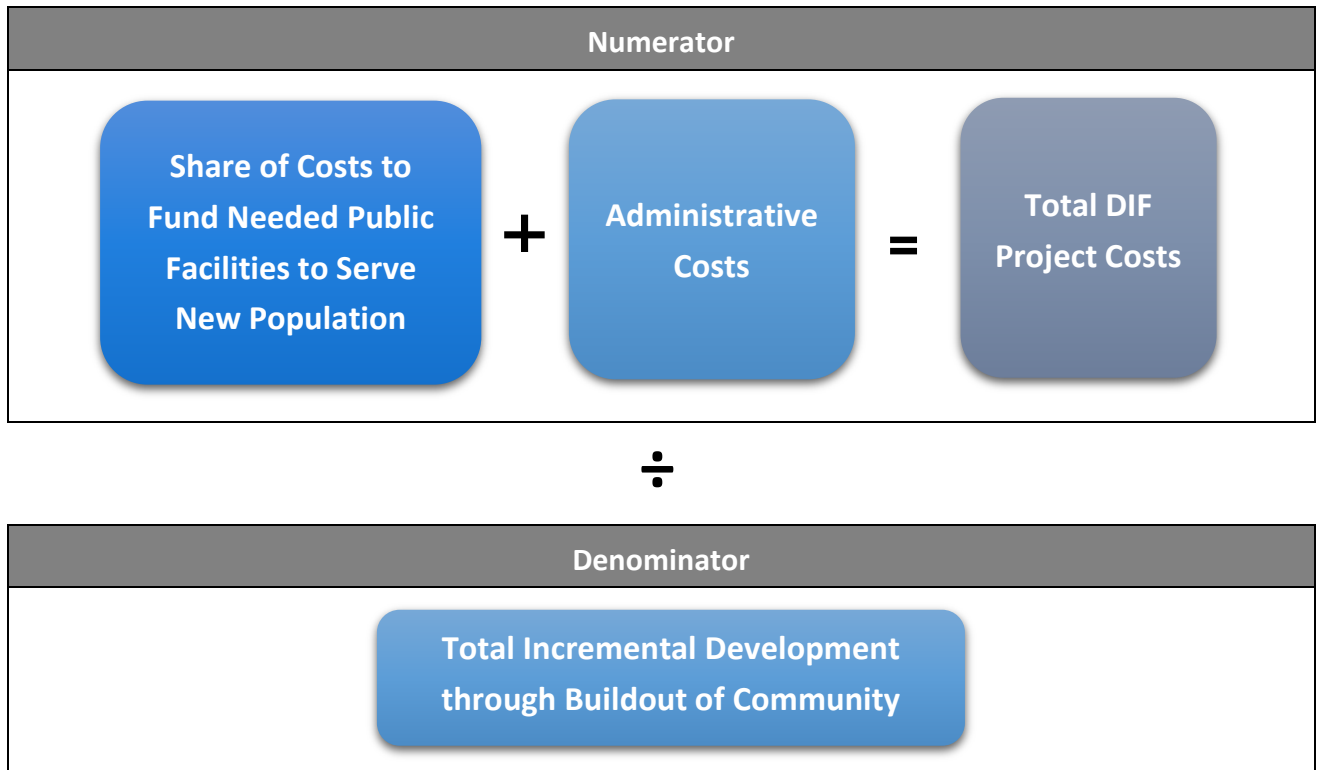 Numerator
Share of Costs to
Fund Needed Public
Facilities to Serve
New Population
+
Administrative
Costs
=
Total DIF
Project Costs
÷
Denominator
Total Incremental Development
through Buildout of Community